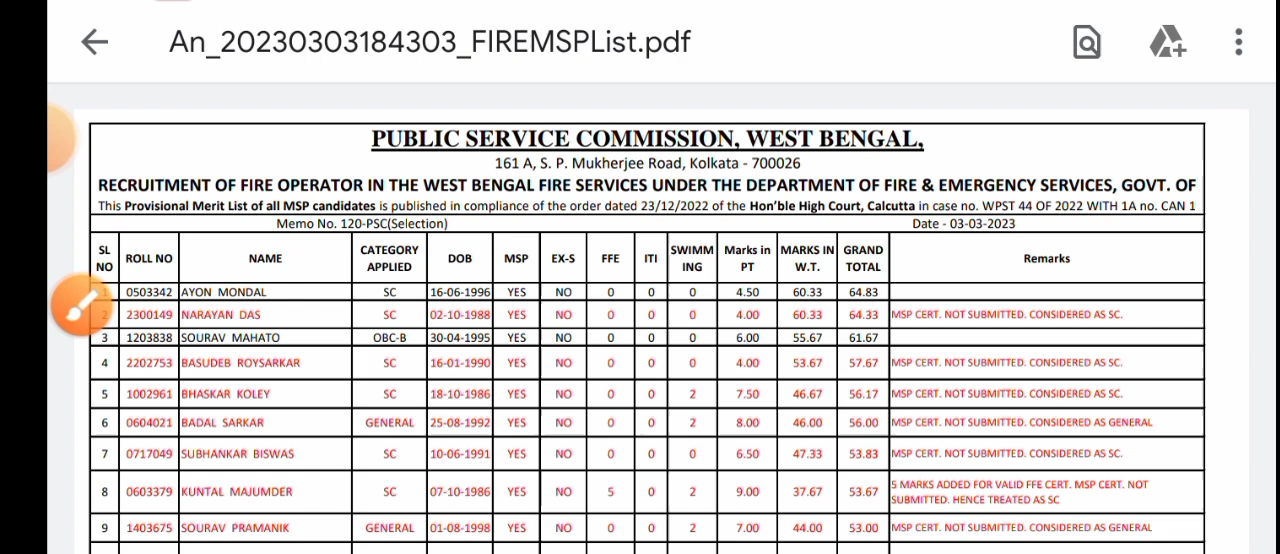 An_20230303184303_FIREMSPList.pdf
PUBLIC SERVICE COMMISSION, WEST BENGAL,
161 A, S. P. Mukherjee Road, Kolkata - 700026
RECRUITMENT OF FIRE OPERATOR IN THE WEST BENGAL FIRE SERVICES UNDER THE DEPARTMENT OF FIRE & EMERGENCY SERVICES, GOVT. OF
This Provisional Merit List of all MSP candidates is published in compliance of the order dated 23/12/2022 of the Hon'ble High Court, Calcutta in case no. WPST 44 OF 2022 WITH 1A no. CAN 1
Memo No. 120-PSC(Selection) Date - 03-03-2023
SL NO ROLL NO NAME CATEGORY APPLIED DOB MSP EX-S FFE ITI SWIMMING Marks in PT MARKS IN W.T. GRAND TOTAL Remarks
1 0503342 AYON MONDAL SC 16-06-1996 YES NO 0 0 0 4.50 60.33 64.83
2 2300149 NARAYAN DAS SC 02-10-1988 YES NO 0 0 0 4.00 60.33 64.33 MSP CERT. NOT SUBMITTED. CONSIDERED AS SC.
3 1203838 SOURAV MAHATO OBC-B 30-04-1995 YES NO 0 0 0 6.00 55.67 61.67
4 2202753 BASUDEB ROYSARKAR SC 16-01-1990 YES NO 0 0 0 4.00 53.67 57.67 MSP CERT. NOT SUBMITTED. CONSIDERED AS SC.
5 1002961 BHASKAR KOLEY SC 18-10-1986 YES NO 0 0 2 7.50 46.67 56.17 MSP CERT. NOT SUBMITTED. CONSIDERED AS SC.
6 0604021 BADAL SARKAR GENERAL 25-08-1992 YES NO 0 0 2 8.00 46.00 56.00 MSP CERT. NOT SUBMITTED. CONSIDERED AS GENERAL
7 0717049 SUBHANKAR BISWAS SC 10-06-1991 YES NO 0 0 0 6.50 47.33 53.83 MSP CERT. NOT SUBMITTED. CONSIDERED AS SC.
8 0603379 KUNTAL MAJUMDER SC 07-10-1986 YES NO 5 0 2 9.00 37.67 53.67 5 MARKS ADDED FOR VALID FFE CERT. MSP CERT. NOT SUBMITTED. HENCE TREATED AS SC
9 1403675 SOURAV PRAMANIK GENERAL 01-08-1998 YES NO 0 0 2 7.00 44.00 53.00 MSP CERT. NOT SUBMITTED. CONSIDERED AS GENERAL